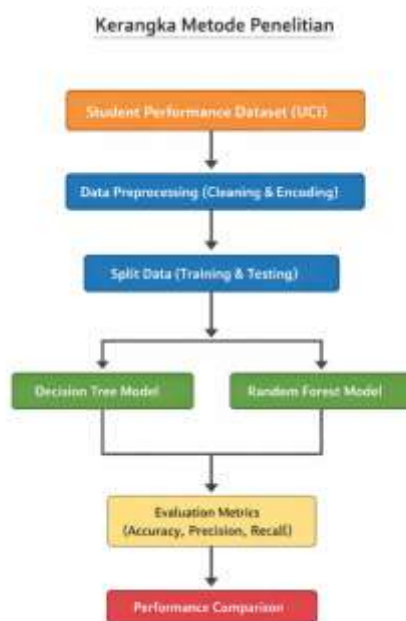 Kerangka Metode Penelitian
Student Performance Dataset (UCI)
Data Preprocessing (Cleaning & Encoding)
Split Data (Training & Testing)
Decision Tree Model
Random Forest Model
Evaluation Metrics
(Accuracy, Precision, Recall)
Performance Comparison